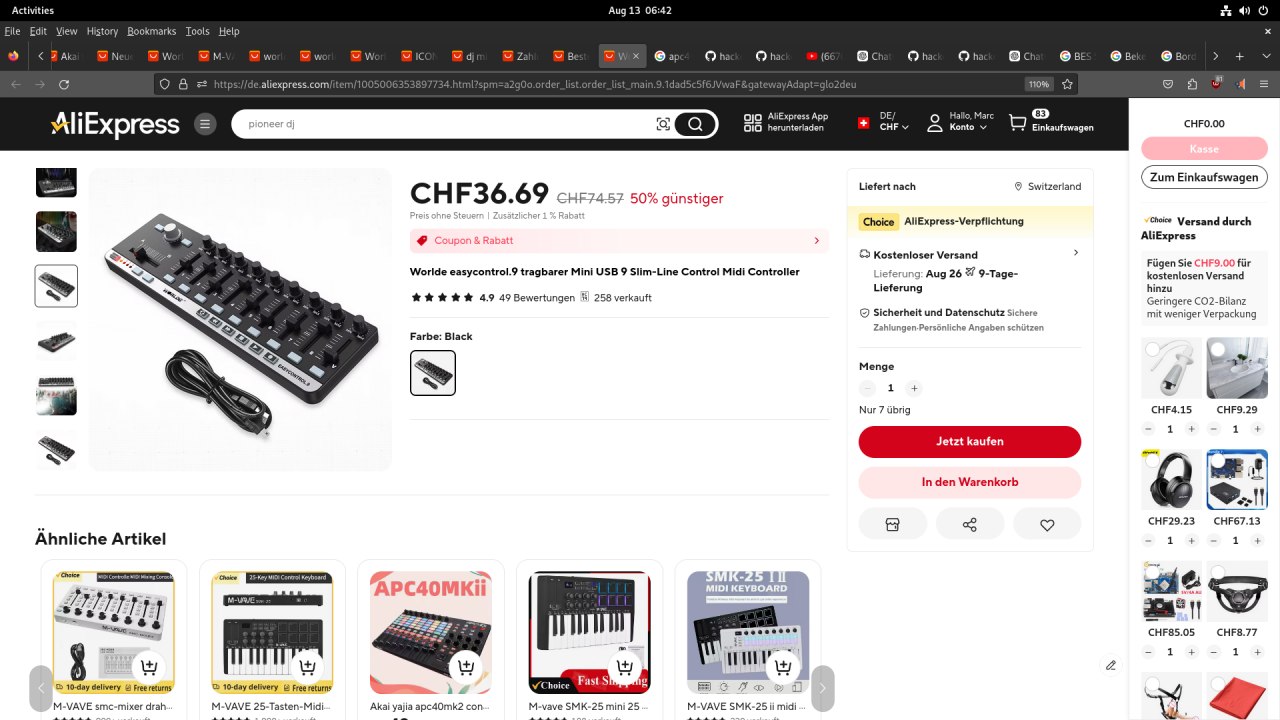 Activities
Aug 13 06:42
File Edit View History Bookmarks Tools Help
Akai
Neue
M-VA
worl
work
Wor
ICON
dj mi
Zahl
Best
W
apc4
hack
hack
(667
Chat
hack
hack
Chat
BES
Beke
Bord
https://de.aliexpress.com/item/1005006353897734.html?spm=a2g0o.order_list.order_list_main.9.1dad5c5f6JVwaF&gatewayAdapt=glo2deu
110%
81
AliExpress
pioneer dj
AliExpress App
herunterladen
DE/
CHF
Hallo, Marc
Konto
83
Einkaufswagen
CHF36.69 CHF74.57 50% günstiger
Preis ohne Steuern | Zusätzlicher 1 % Rabatt
Coupon & Rabatt
Worlde easycontrol.9 tragbarer Mini USB 9 Slim-Line Control Midi Controller
4.9 49 Bewertungen 258 verkauft
Farbe: Black
WORLDE
EASYCONTROL.9
Liefert nach Switzerland
Choice AliExpress-Verpflichtung
Kostenloser Versand
Lieferung: Aug 26 9-Tage-
Lieferung
Sicherheit und Datenschutz Sichere
Zahlungen·Persönliche Angaben schützen
Menge
− 1 +
Nur 7 übrig
Jetzt kaufen
In den Warenkorb
CHF0.00
Kasse
Zum Einkaufswagen
Choice Versand durch
AliExpress
Fügen Sie CHF9.00 für
kostenlosen Versand
hinzu
Geringere CO2-Bilanz
mit weniger Verpackung
CHF4.15 CHF9.29
− 1 + − 1 +
CHF29.23 CHF67.13
− 1 + − 1 +
CHF85.05 CHF8.77
− 1 + − 1 +
Ähnliche Artikel
Choice MIDI Controlle MIDI Mixing Console
10-day delivery Free returns
M-VAVE smc-mixer drah…
Choice 25-Key MIDI Control Keyboard
M-VAVE
10-day delivery Free returns
M-VAVE 25-Tasten-Midi…
APC40MKii
Akai yajia apc40mk2 con…
Choice
Fast Shipping
M-vave SMK-25 mini 25 …
SMK-25 II
MIDI KEYBOARD
M-VAVE SMK-25 ii midi …